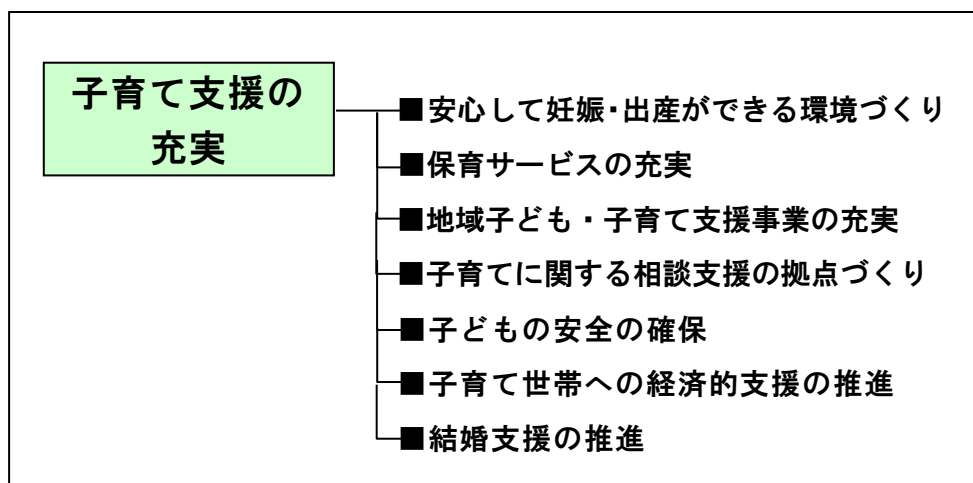 子育て支援の
充実
■安心して妊娠・出産ができる環境づくり
■保育サービスの充実
■地域子ども・子育て支援事業の充実
■子育てに関する相談支援の拠点づくり
■子どもの安全の確保
■子育て世帯への経済的支援の推進
■結婚支援の推進